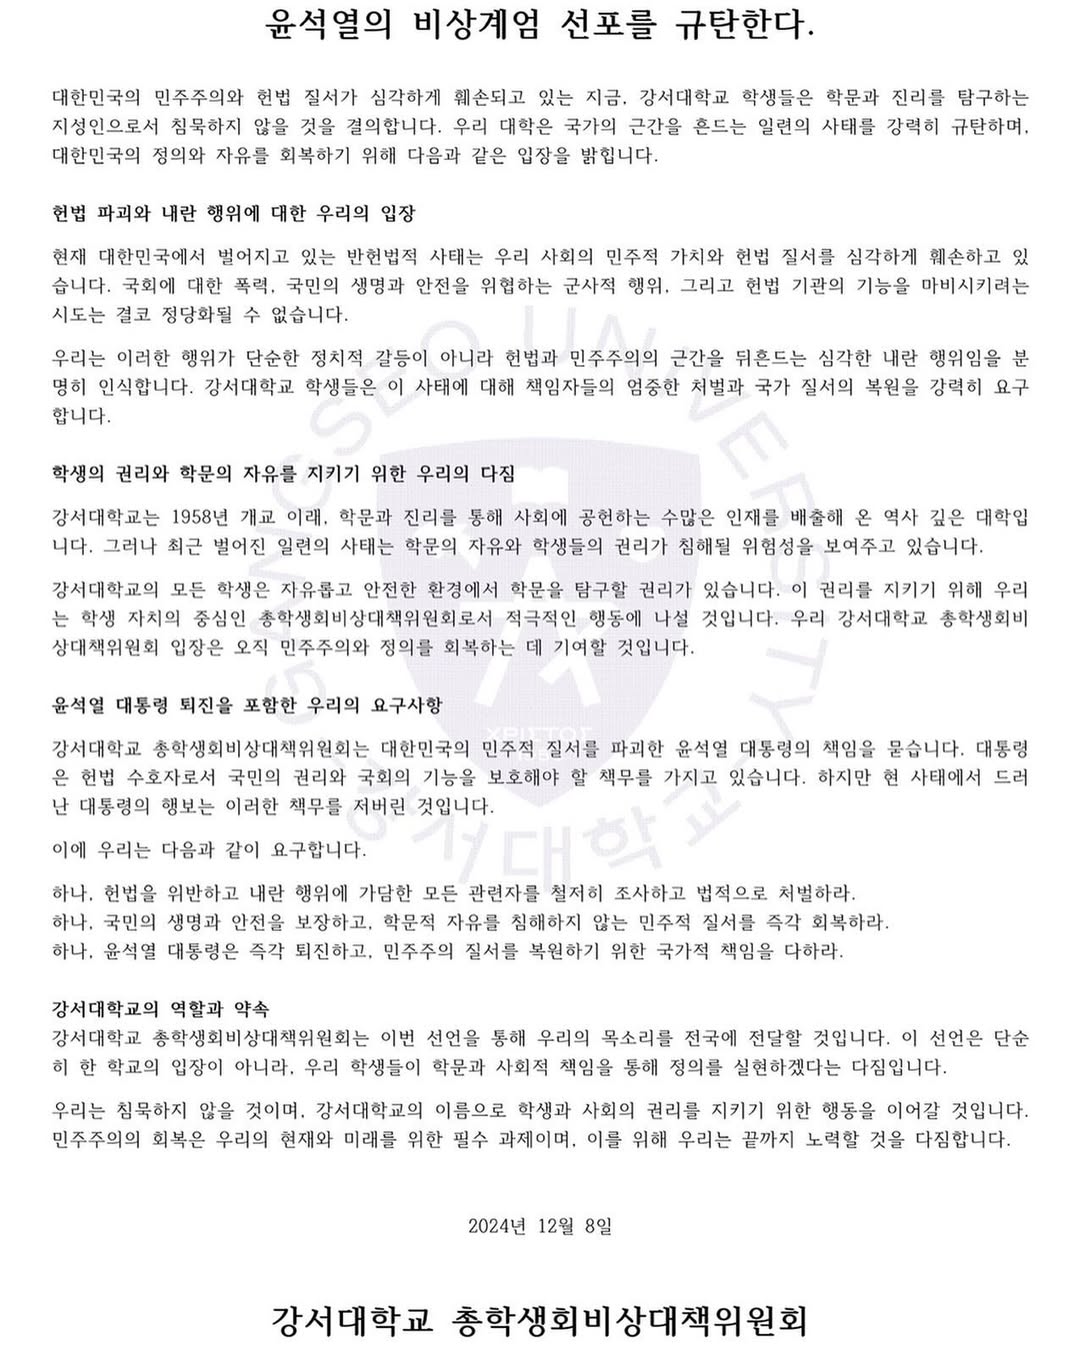 윤석열의 비상계엄 선포를 규탄한다.
대한민국의 민주주의와 헌법 질서가 심각하게 훼손되고 있는 지금, 강서대학교 학생들은 학문과 진리를 탐구하는
지성인으로서 침묵하지 않을 것을 결의합니다. 우리 대학은 국가의 근간을 흔드는 일련의 사태를 강력히 규탄하며,
대한민국의 정의와 자유를 회복하기 위해 다음과 같은 입장을 밝힙니다.
헌법 파괴와 내란 행위에 대한 우리의 입장
현재 대한민국에서 벌어지고 있는 반헌법적 사태는 우리 사회의 민주적 가치와 헌법 질서를 심각하게 훼손하고 있
습니다. 국회에 대한 폭력, 국민의 생명과 안전을 위협하는 군사적 행위, 그리고 헌법 기관의 기능을 마비시키려는
시도는 결코 정당화될 수 없습니다.
우리는 이러한 행위가 단순한 정치적 갈등이 아니라 헌법과 민주주의의 근간을 뒤흔드는 심각한 내란 행위임을 분
명히 인식합니다. 강서대학교 학생들은 이 사태에 대해 책임자들의 엄중한 처벌과 국가 질서의 복원을 강력히 요구
합니다.
학생의 권리와 학문의 자유를 지키기 위한 우리의 다짐
강서대학교는 1958년 개교 이래, 학문과 진리를 통해 사회에 공헌하는 수많은 인재를 배출해 온 역사 깊은 대학입
니다. 그러나 최근 벌어진 일련의 사태는 학문의 자유와 학생들의 권리가 침해될 위험성을 보여주고 있습니다.
강서대학교의 모든 학생은 자유롭고 안전한 환경에서 학문을 탐구할 권리가 있습니다. 이 권리를 지키기 위해 우리
는 학생 자치의 중심인 총학생회비상대책위원회로서 적극적인 행동에 나설 것입니다. 우리 강서대학교 총학생회비
상대책위원회 입장은 오직 민주주의와 정의를 회복하는 데 기여할 것입니다.
윤석열 대통령 퇴진을 포함한 우리의 요구사항
강서대학교 총학생회비상대책위원회는 대한민국의 민주적 질서를 파괴한 윤석열 대통령의 책임을 묻습니다. 대통령
은 헌법 수호자로서 국민의 권리와 국회의 기능을 보호해야 할 책무를 가지고 있습니다. 하지만 현 사태에서 드러
난 대통령의 행보는 이러한 책무를 저버린 것입니다.
이에 우리는 다음과 같이 요구합니다.
하나, 헌법을 위반하고 내란 행위에 가담한 모든 관련자를 철저히 조사하고 법적으로 처벌하라.
하나, 국민의 생명과 안전을 보장하고, 학문적 자유를 침해하지 않는 민주적 질서를 즉각 회복하라.
하나, 윤석열 대통령은 즉각 퇴진하고, 민주주의 질서를 복원하기 위한 국가적 책임을 다하라.
강서대학교의 역할과 약속
강서대학교 총학생회비상대책위원회는 이번 선언을 통해 우리의 목소리를 전국에 전달할 것입니다. 이 선언은 단순
히 한 학교의 입장이 아니라, 우리 학생들이 학문과 사회적 책임을 통해 정의를 실현하겠다는 다짐입니다.
우리는 침묵하지 않을 것이며, 강서대학교의 이름으로 학생과 사회의 권리를 지키기 위한 행동을 이어갈 것입니다.
민주주의의 회복은 우리의 현재와 미래를 위한 필수 과제이며, 이를 위해 우리는 끝까지 노력할 것을 다짐합니다.
2024년 12월 8일
강서대학교 총학생회비상대책위원회
GANGSEO UNIVERSITY
ΧΡΙΣΤΟΣ
강서대학교